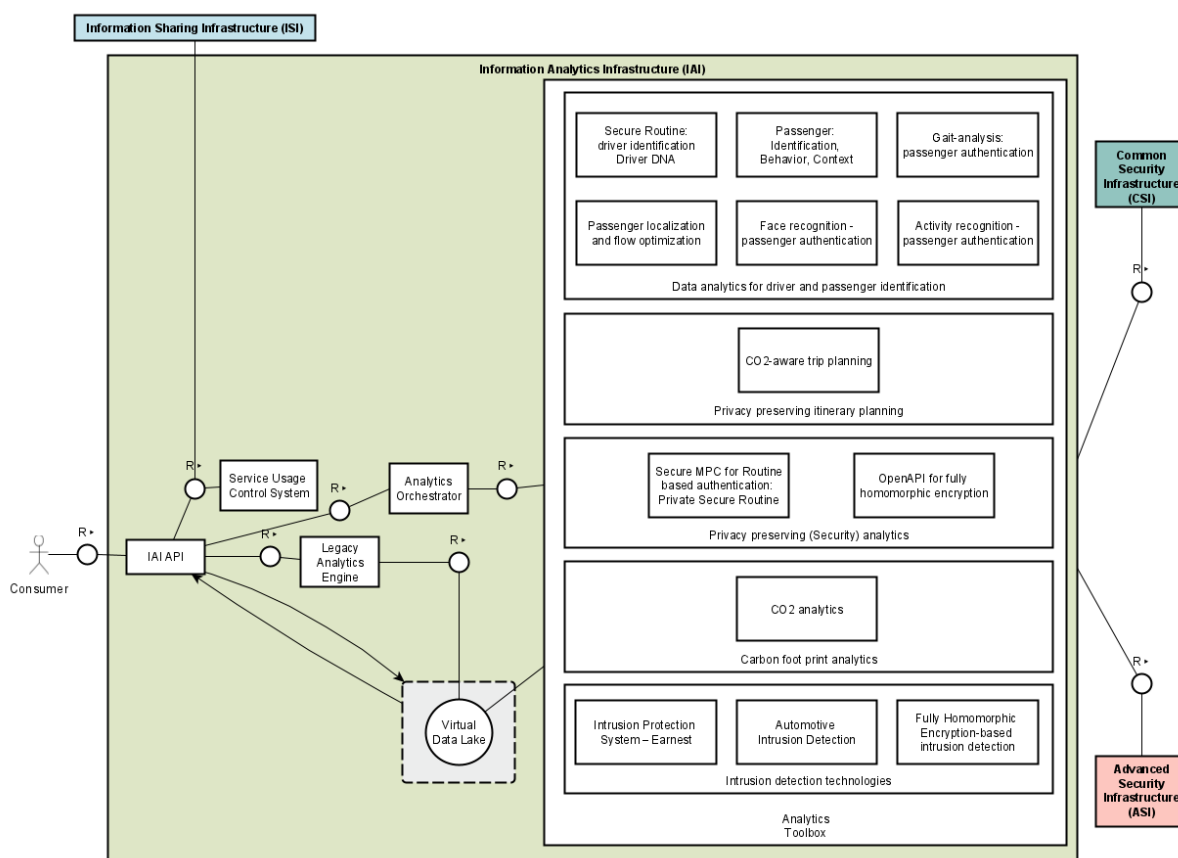 Information Sharing Infrastructure (ISI)
Information Analytics Infrastructure (IAI)
Secure Routine:
driver identification
Driver DNA
Passenger:
Identification,
Behavior, Context
Gait-analysis:
passenger authentication
Passenger localization
and flow optimization
Face recognition -
passenger authentication
Activity recognition -
passenger authentication
Data analytics for driver and passenger identification
Common
Security
Infrastructure
(CSI)
R
CO2-aware trip planning
Privacy preserving itinerary planning
Secure MPC for Routine
based authentication:
Private Secure Routine
OpenAPI for fully
homomorphic encryption
Privacy preserving (Security) analytics
R
Service Usage
Control System
R
Analytics
Orchestrator
R
R
Consumer
IAI API
R
Legacy
Analytics
Engine
R
CO2 analytics
Carbon foot print analytics
R
Virtual
Data Lake
Intrusion Protection
System – Earnest
Automotive
Intrusion Detection
Fully Homomorphic
Encryption-based
intrusion detection
Intrusion detection technologies
Analytics
Toolbox
Advanced
Security
Infrastructure
(ASI)